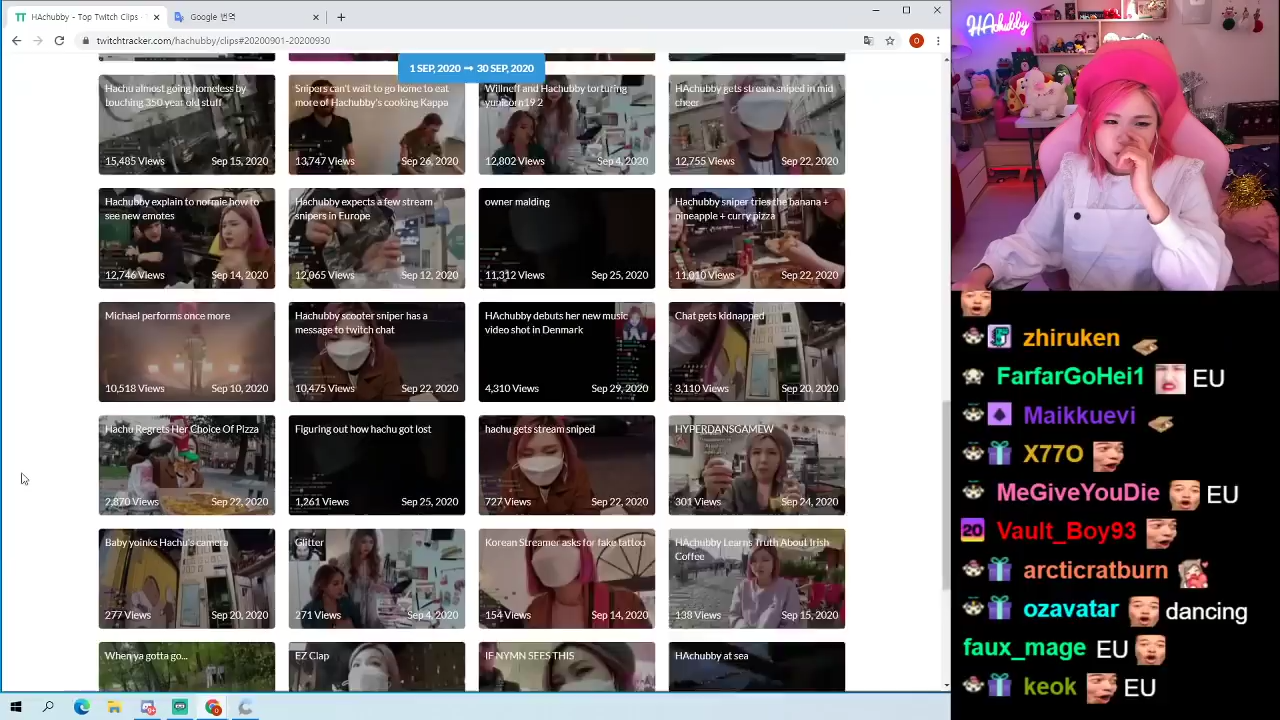 HAchubby - Top Twitch Clips -
Google 번역
twitchtracker.com/hachubby/clips#20200901-20200930
1 SEP, 2020 ➞ 30 SEP, 2020
Hachu almost going homeless by
touching 350 year old stuff
15,485 Views Sep 15, 2020
Snipers can't wait to go home to eat
more of Hachubby's cooking Kappa
13,747 Views Sep 26, 2020
Willneff and Hachubby torturing
yunicorn19 2
12,802 Views Sep 4, 2020
HAchubby gets stream sniped in mid
cheer
12,755 Views Sep 22, 2020
Hachubby explain to normie how to
see new emotes
12,746 Views Sep 14, 2020
Hachubby expects a few stream
snipers in Europe
12,065 Views Sep 12, 2020
owner malding
11,312 Views Sep 25, 2020
Hachubby sniper tries the banana +
pineapple + curry pizza
11,010 Views Sep 22, 2020
Michael performs once more
10,518 Views Sep 10, 2020
Hachubby scooter sniper has a
message to twitch chat
10,475 Views Sep 22, 2020
HAchubby debuts her new music
video shot in Denmark
4,310 Views Sep 29, 2020
Chat gets kidnapped
3,110 Views Sep 20, 2020
Hachu Regrets Her Choice Of Pizza
2,870 Views Sep 22, 2020
Figuring out how hachu got lost
1,261 Views Sep 25, 2020
hachu gets stream sniped
727 Views Sep 22, 2020
HYPERDANSGAMEW
301 Views Sep 24, 2020
Baby yoinks Hachu's camera
277 Views Sep 20, 2020
Glitter
271 Views Sep 4, 2020
Korean Streamer asks for fake tattoo
154 Views Sep 14, 2020
HAchubby Learns Truth About Irish
Coffee
138 Views Sep 15, 2020
When ya gotta go...
EZ Clap
IF NYMN SEES THIS
HAchubby at sea
HAchubby
zhiruken
FarfarGoHei1 EU
Maikkuevi
X77O
MeGiveYouDie EU
20 Vault_Boy93
arcticratburn
ozavatar dancing
faux_mage EU
keok EU